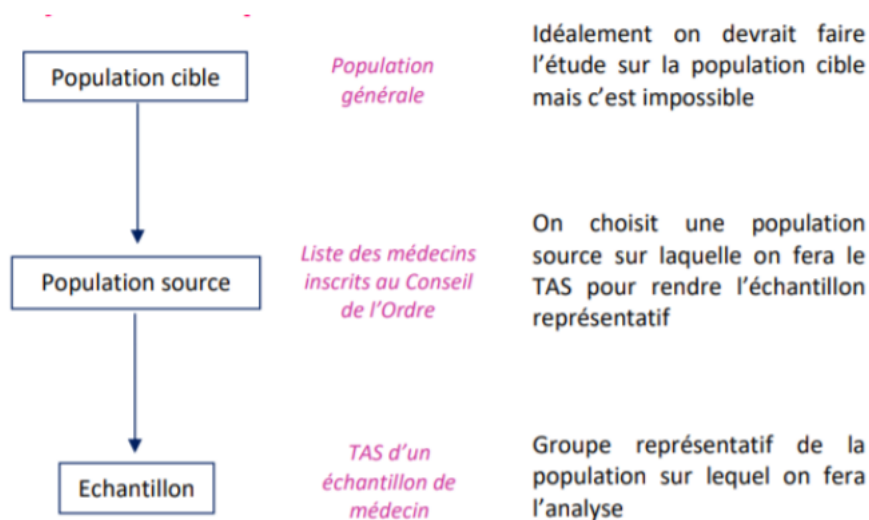 Population cible
Population
générale
Idéalement on devrait faire
l'étude sur la population cible
mais c'est impossible
Population source
Liste des médecins
inscrits au Conseil
de l'Ordre
On choisit une population
source sur laquelle on fera le
TAS pour rendre l'échantillon
représentatif
Echantillon
TAS d'un
échantillon de
médecin
Groupe représentatif de la
population sur lequel on fera
l'analyse